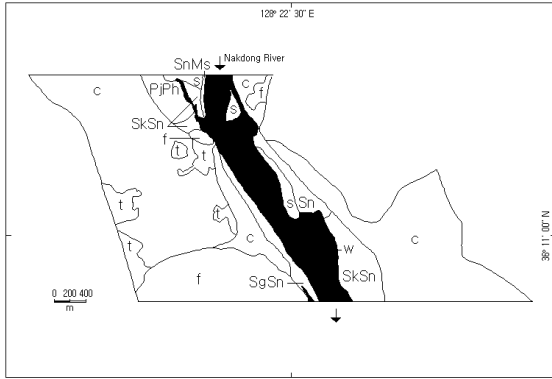 128° 22' 30" E
SnMs
Nakdong River
c
s
c
PjPh
f
s
SkSn
f
t
t
s
Sn
t
t
c
c
w
t
f
SgSn
SkSn
0 200 400
m
36° 11' 00" N